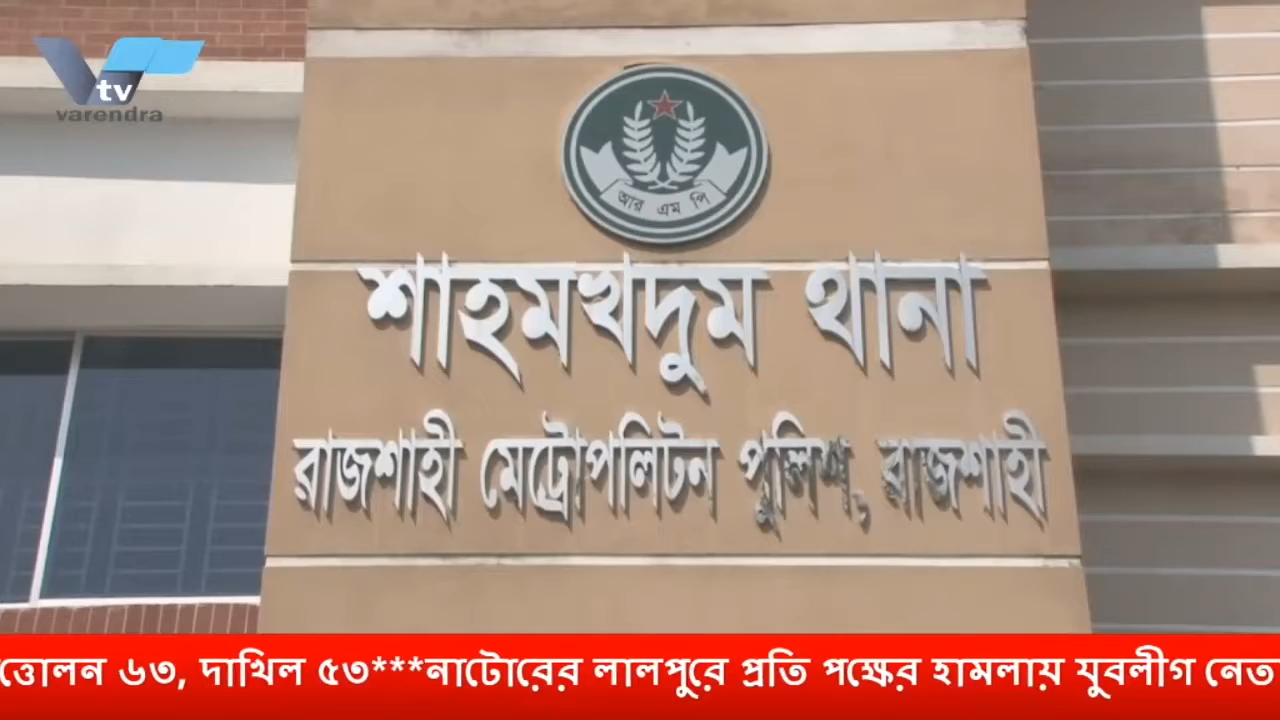 tv
varendra
আর এম পি
শাহমখদুম থানা
রাজশাহী মেট্রোপলিটন পুলিশ, রাজশাহী
ত্তোলন ৬৩, দাখিল ৫৩***নাটোরের লালপুরে প্রতি পক্ষের হামলায় যুবলীগ নেত